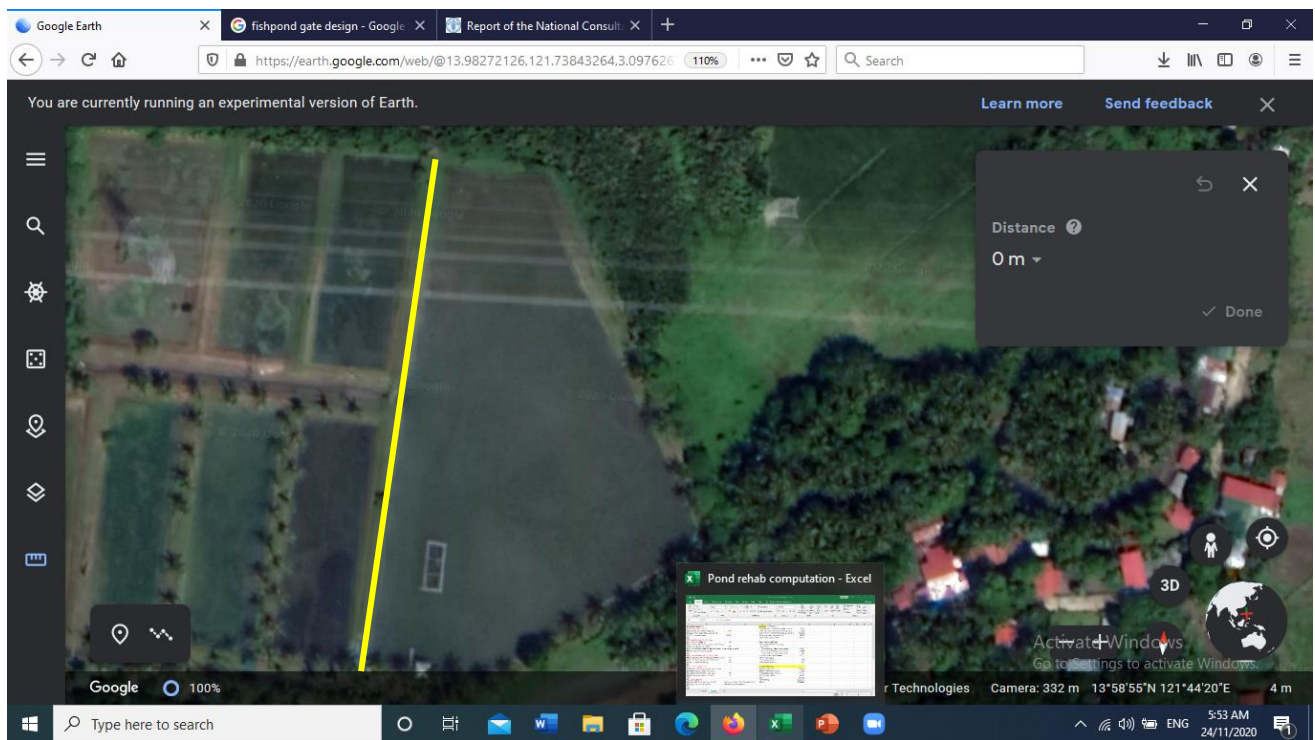 Google Earth
fishpond gate design - Google
Report of the National Consult
https://earth.google.com/web/@13.98272126,121.73843264,3.097626
110%
Search
You are currently running an experimental version of Earth.
Learn more
Send feedback
Distance
0 m
Done
© 2020 Google
Pond rehab computation - Excel
3D
Activate Windows
Go to Settings to activate Windows.
Google
100%
r Technologies
Camera: 332 m
13°58'55"N 121°44'20"E
4 m
Type here to search
ENG
5:53 AM
24/11/2020
1